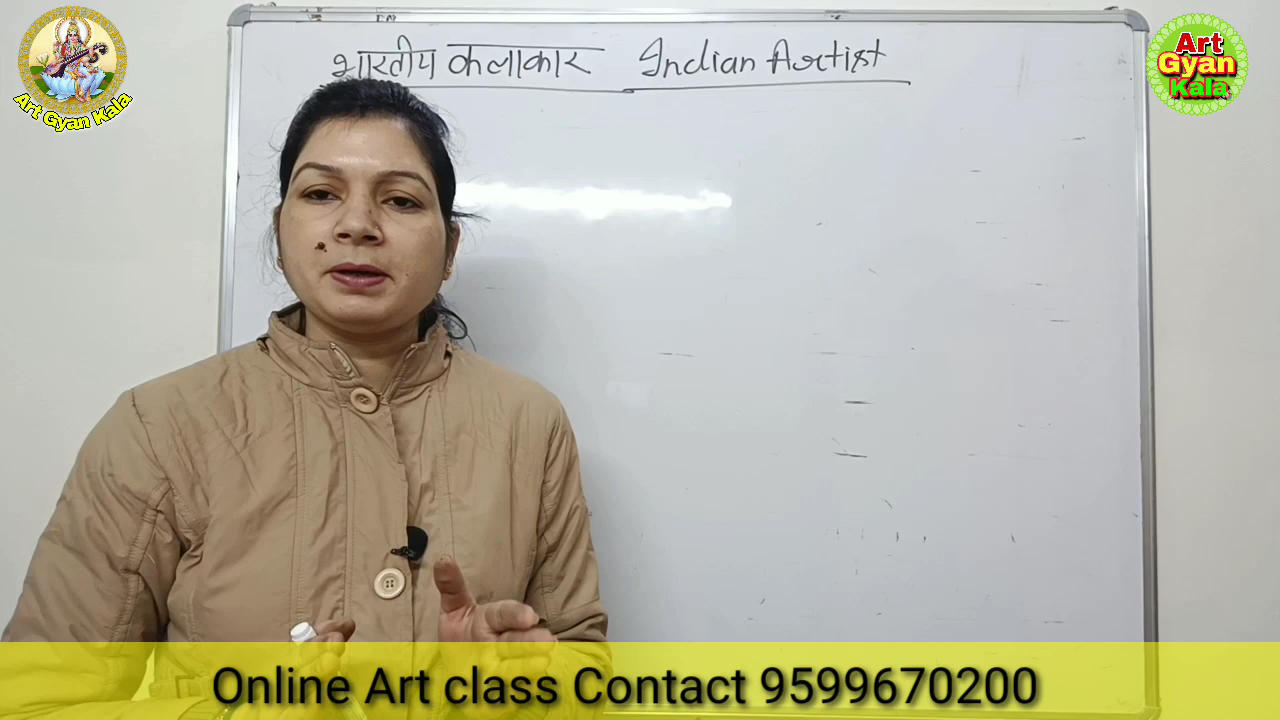 भारतीय कलाकार Indian Artist
Art Gyan Kala
Art
Gyan
Kala
Online Art class Contact 9599670200